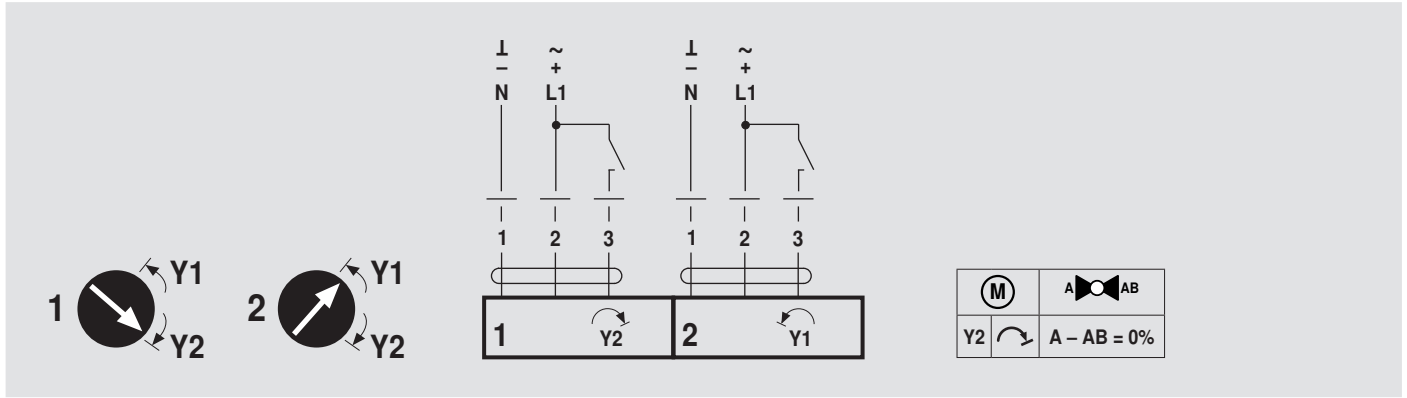 ⊥ ~ ⊥ ~
– + – +
N L1 N L1
1 2 3 1 2 3
1 Y1 Y2
2 Y1 Y2
1 Y2 2 Y1
M A AB
Y2 A – AB = 0%